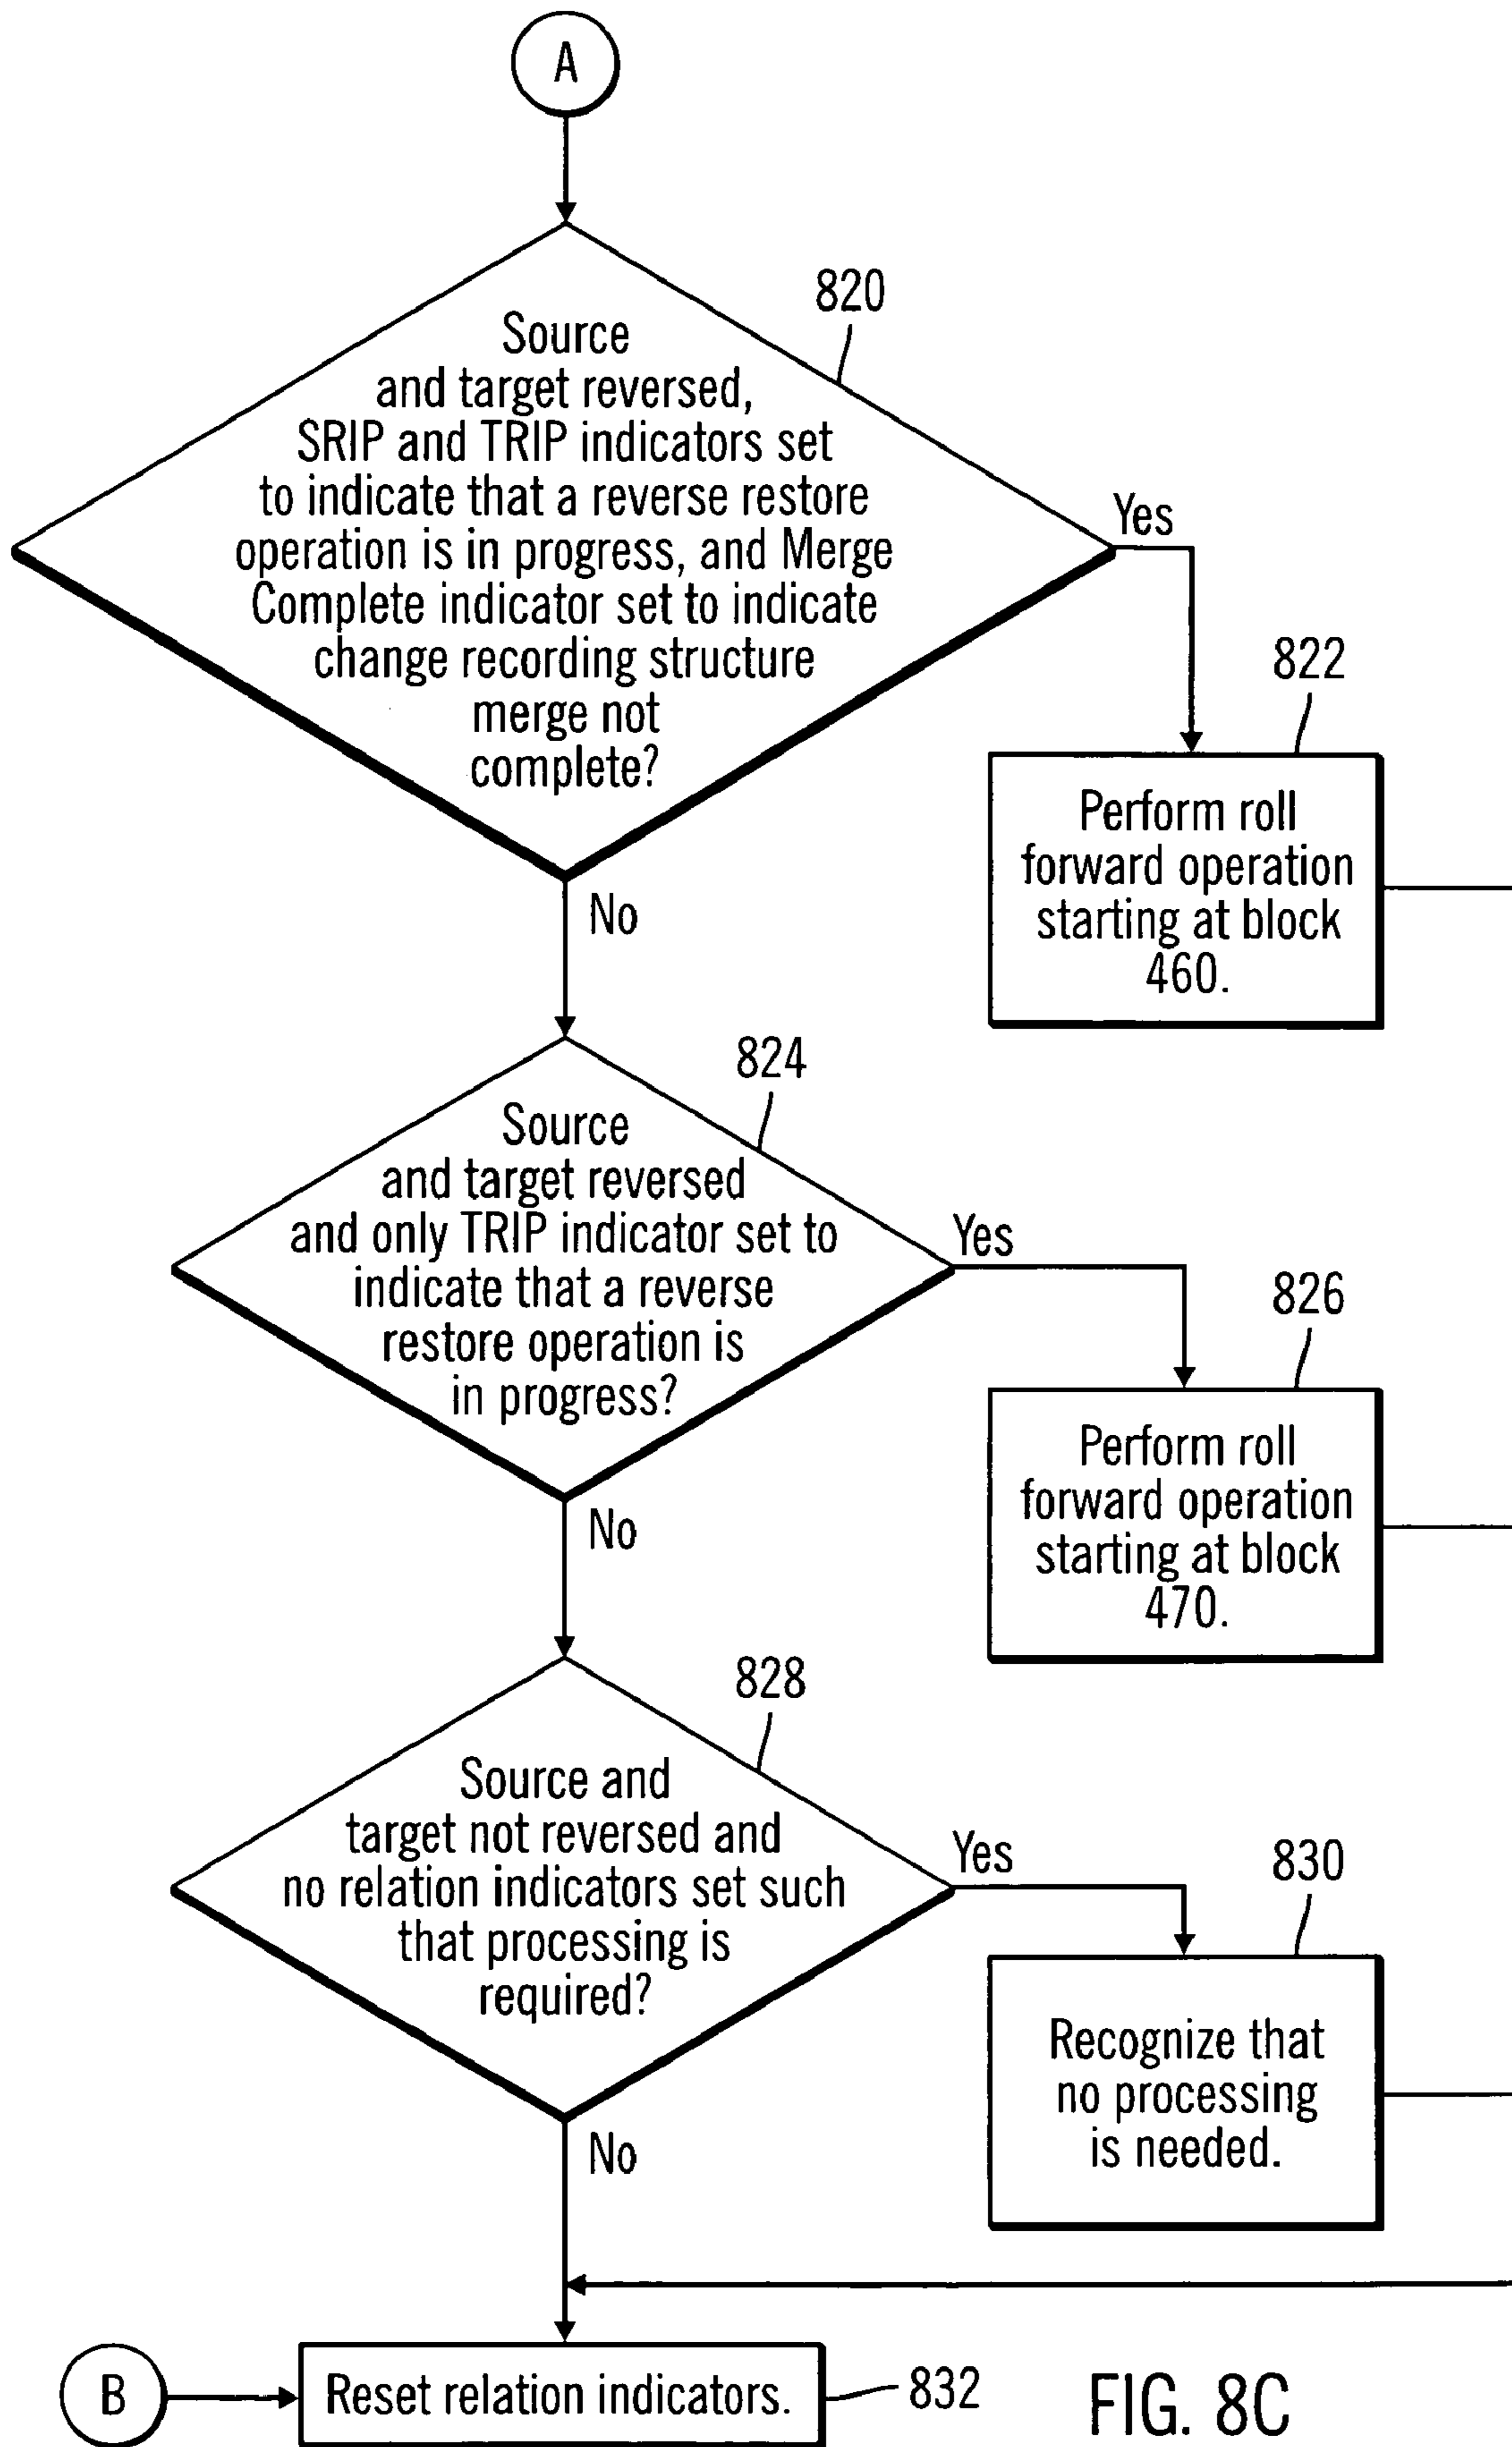 A
820
Source
and target reversed,
SRIP and TRIP indicators set
to indicate that a reverse restore
operation is in progress, and Merge
Complete indicator set to indicate
change recording structure
merge not
complete?
Yes
822
Perform roll
forward operation
starting at block
460.
No
824
Source
and target reversed
and only TRIP indicator set to
indicate that a reverse
restore operation is
in progress?
Yes
826
Perform roll
forward operation
starting at block
470.
No
828
Source and
target not reversed and
no relation indicators set such
that processing is
required?
Yes
830
Recognize that
no processing
is needed.
No
B
Reset relation indicators.
832
FIG. 8C